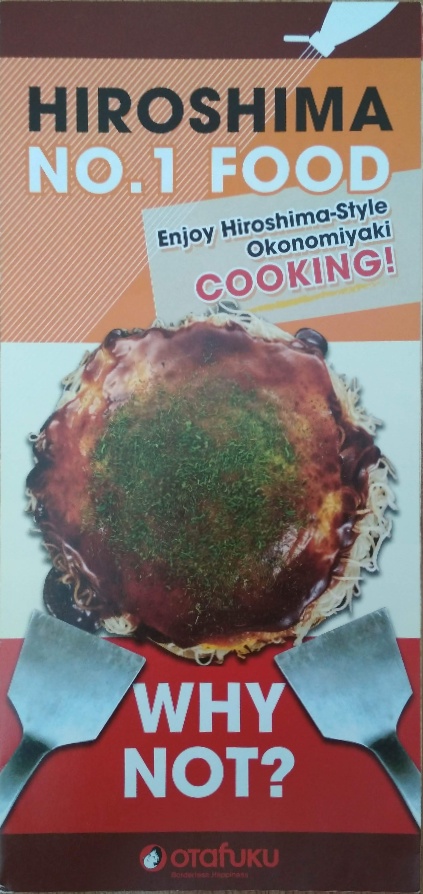 HIROSHIMA
NO.1 FOOD
Enjoy Hiroshima-Style
Okonomiyaki
COOKING!
WHY
NOT?
OTAFUKU